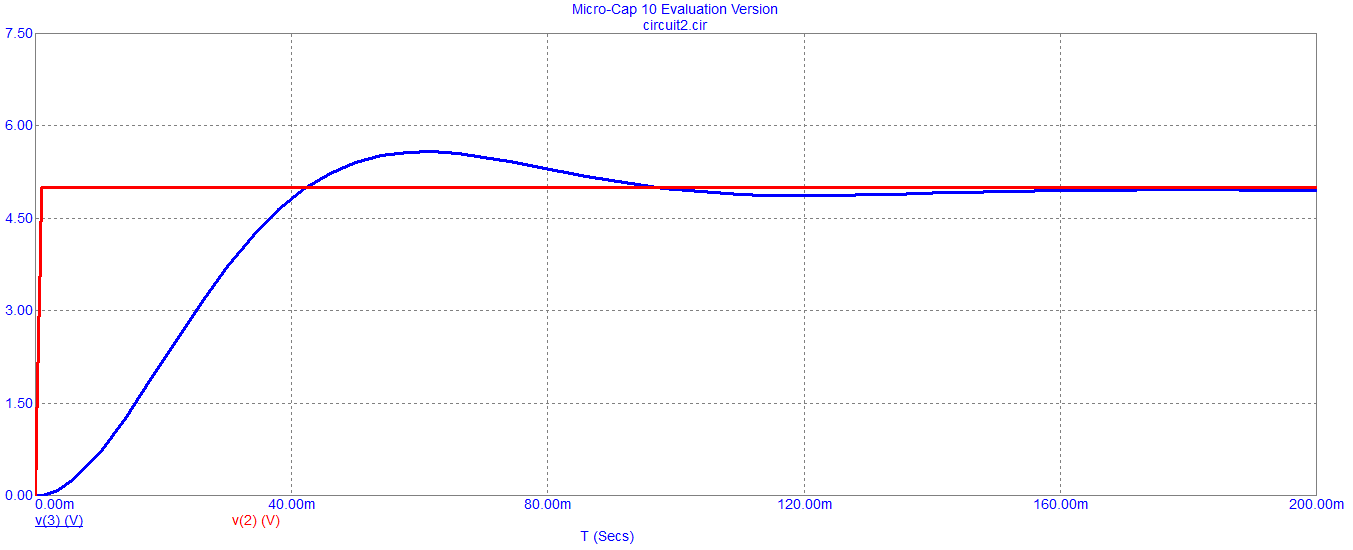 Micro-Cap 10 Evaluation Version
circuit2.cir
7.50
6.00
4.50
3.00
1.50
0.00
0.00m 40.00m 80.00m 120.00m 160.00m 200.00m
v(3) (V) v(2) (V)
T (Secs)